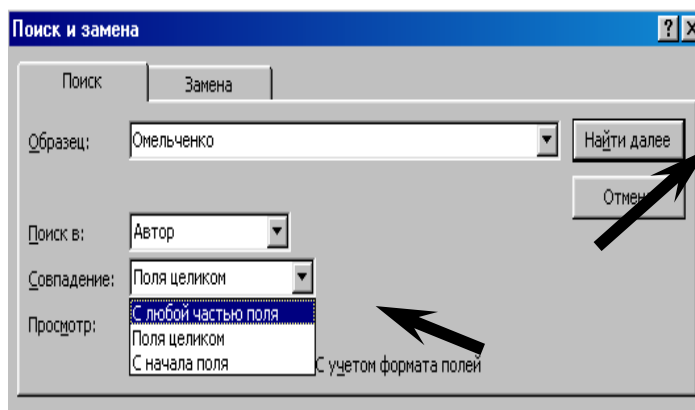 Поиск и замена
Поиск
Замена
Образец:
Омельченко
Найти далее
Отмена
Поиск в:
Автор
Совпадение:
Поля целиком
С любой частью поля
Просмотр:
Поля целиком
С начала поля
С учетом формата полей